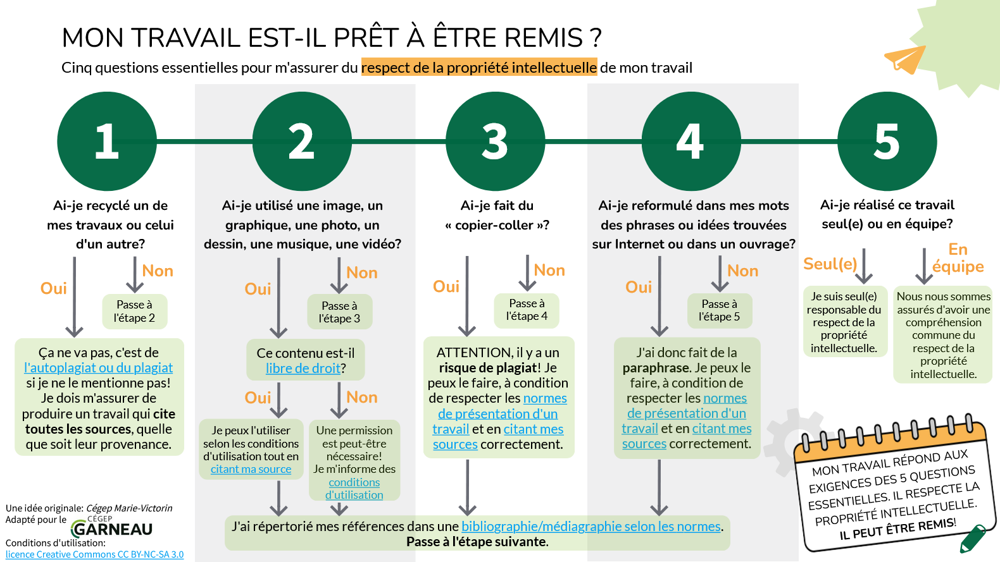 MON TRAVAIL EST-IL PRÊT À ÊTRE REMIS ?
Cinq questions essentielles pour m'assurer du respect de la propriété intellectuelle de mon travail
1
Ai-je recyclé un de
mes travaux ou celui
d'un autre?
Oui
Non
Passe à
l'étape 2
Ça ne va pas, c'est de
l'autoplagiat ou du plagiat
si je ne le mentionne pas!
Je dois m'assurer de
produire un travail qui cite
toutes les sources, quelle
que soit leur provenance.
2
Ai-je utilisé une image, un
graphique, une photo, un
dessin, une musique, une vidéo?
Oui
Non
Passe à
l'étape 3
Ce contenu est-il
libre de droit?
Oui
Non
Je peux l'utiliser
selon les conditions
d'utilisation tout en
citant ma source
Une permission
est peut-être
nécessaire!
Je m'informe des
conditions
d'utilisation
3
Ai-je fait du
« copier-coller »?
Oui
Non
Passe à
l'étape 4
ATTENTION, il y a un
risque de plagiat! Je
peux le faire, à condition
de respecter les normes
de présentation d'un
travail et en citant mes
sources correctement.
4
Ai-je reformulé dans mes mots
des phrases ou idées trouvées
sur Internet ou dans un ouvrage?
Oui
Non
Passe à
l'étape 5
J'ai donc fait de la
paraphrase. Je peux le
faire, à condition de
respecter les normes
de présentation d'un
travail et en citant mes
sources correctement.
J'ai répertorié mes références dans une bibliographie/médiagraphie selon les normes.
Passe à l'étape suivante.
5
Ai-je réalisé ce travail
seul(e) ou en équipe?
Seul(e)
En
équipe
Je suis seul(e)
responsable du
respect de la
propriété
intellectuelle.
Nous nous sommes
assurés d'avoir une
compréhension
commune du
respect de la
propriété
intellectuelle.
MON TRAVAIL RÉPOND AUX
EXIGENCES DES 5 QUESTIONS
ESSENTIELLES. IL RESPECTE LA
PROPRIÉTÉ INTELLECTUELLE.
IL PEUT ÊTRE REMIS!
Une idée originale: Cégep Marie-Victorin
Adapté pour le
CÉGEP
GARNEAU
Conditions d'utilisation:
licence Creative Commons CC BY-NC-SA 3.0